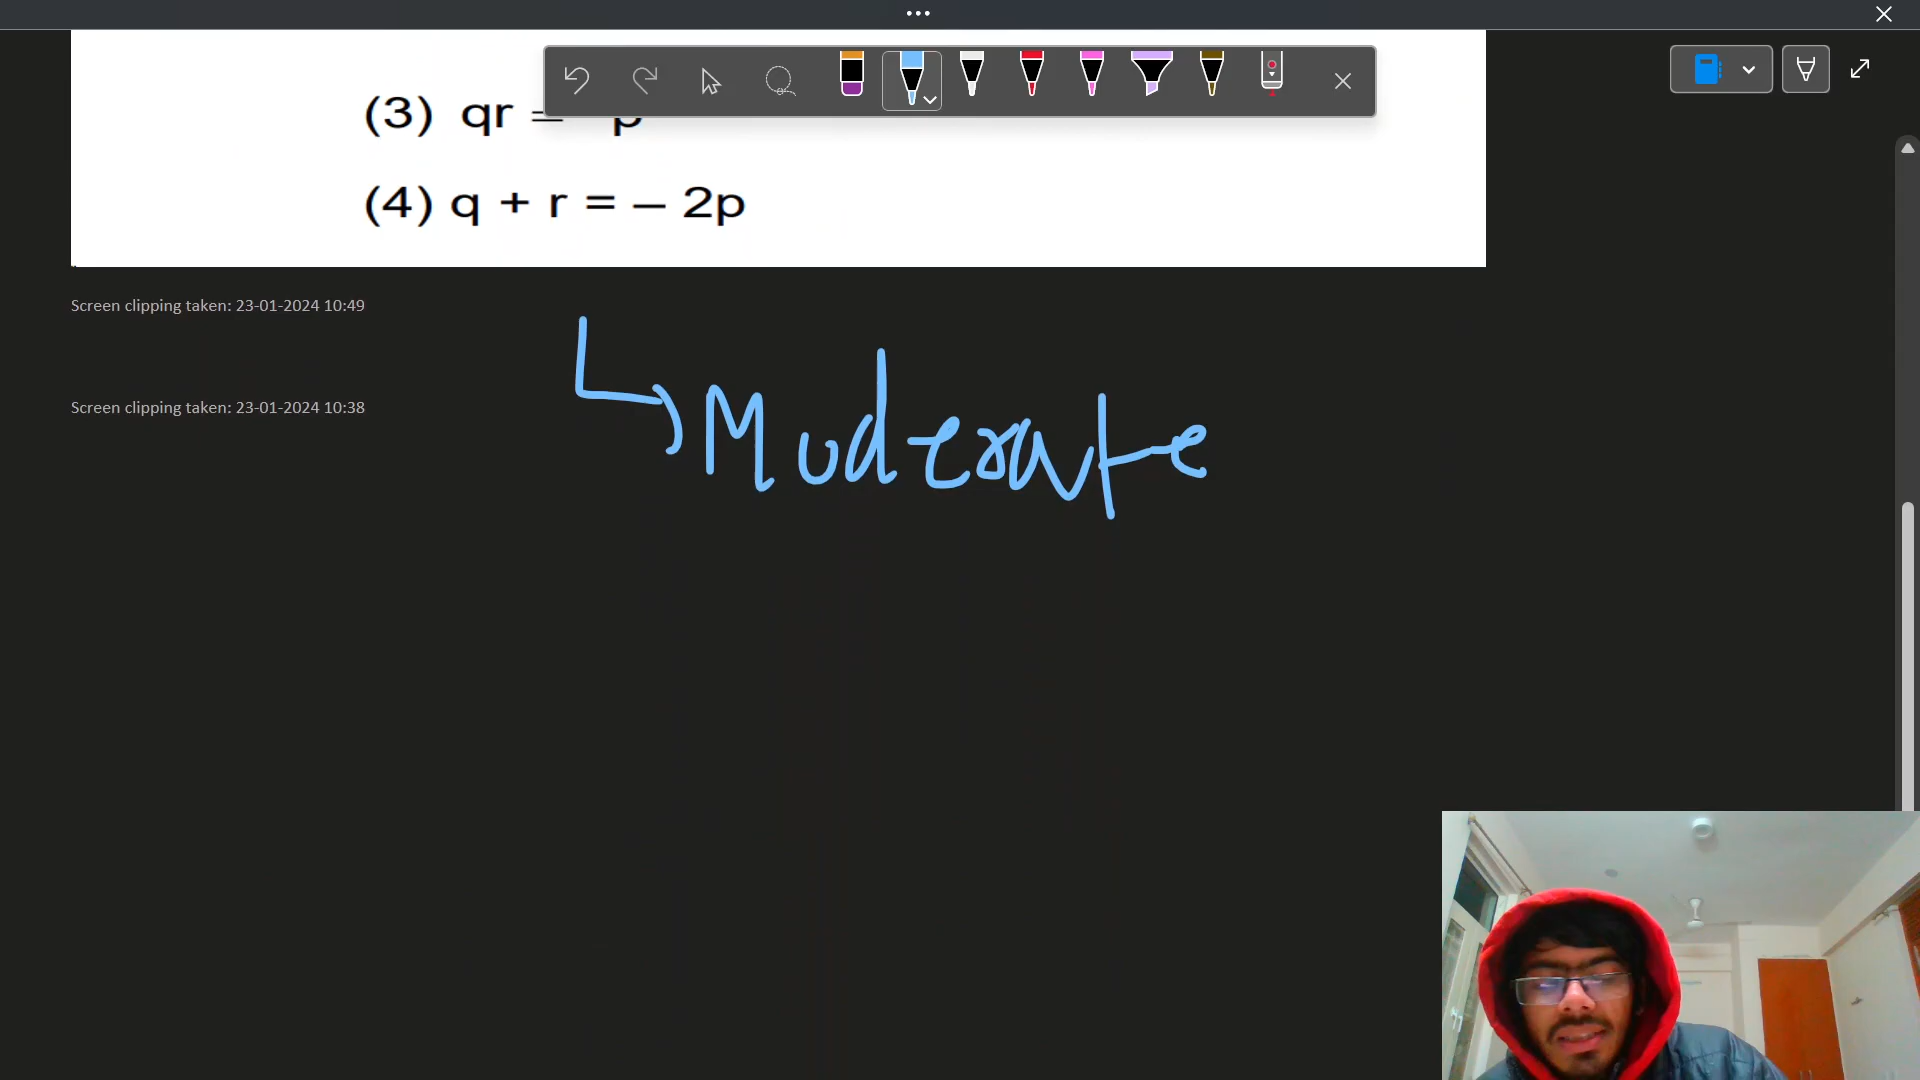 (3) qr = p
(4) q + r = – 2p
Screen clipping taken: 23-01-2024 10:49
Screen clipping taken: 23-01-2024 10:38
Moderate